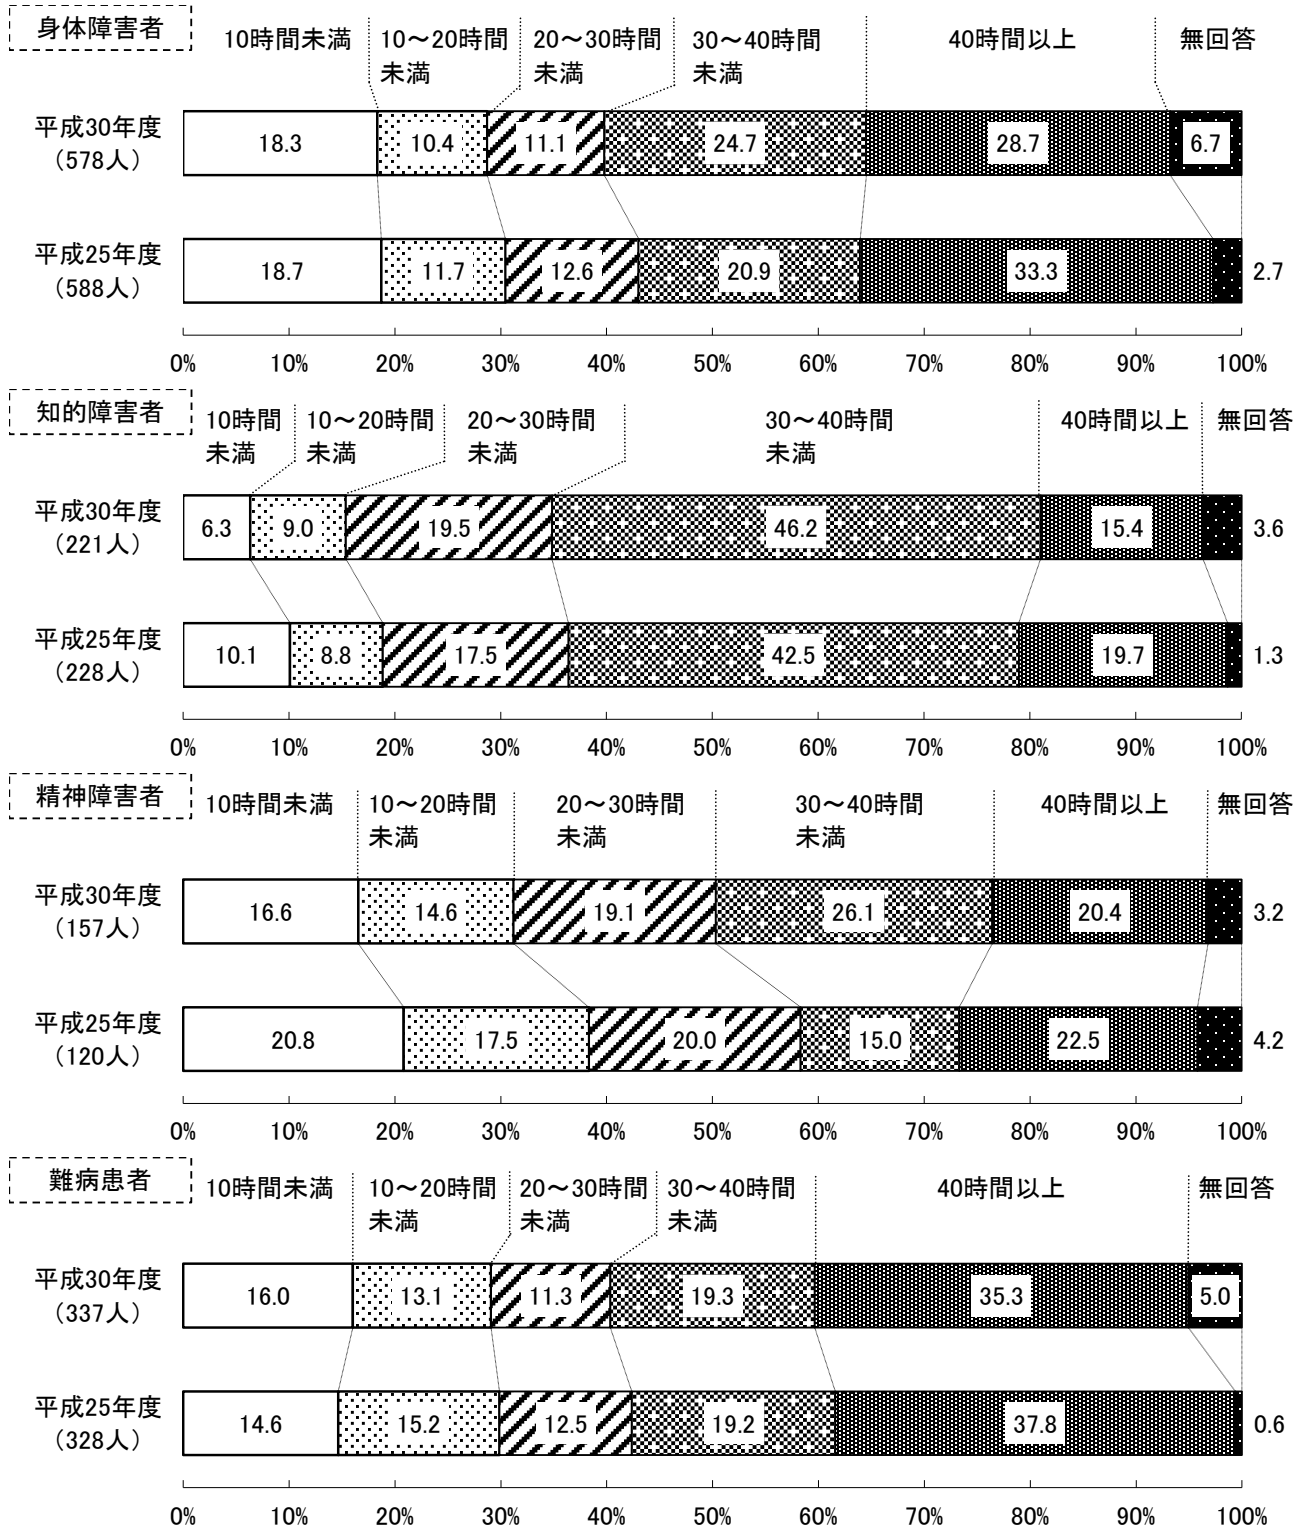 身体障害者
10時間未満
10～20時間
未満
20～30時間
未満
30～40時間
未満
40時間以上
無回答
平成30年度
（578人）
18.3
10.4
11.1
24.7
28.7
6.7
平成25年度
（588人）
18.7
11.7
12.6
20.9
33.3
2.7
0%
10%
20%
30%
40%
50%
60%
70%
80%
90%
100%
知的障害者
10時間
未満
10～20時間
未満
20～30時間
未満
30～40時間
未満
40時間以上
無回答
平成30年度
（221人）
6.3
9.0
19.5
46.2
15.4
3.6
平成25年度
（228人）
10.1
8.8
17.5
42.5
19.7
1.3
0%
10%
20%
30%
40%
50%
60%
70%
80%
90%
100%
精神障害者
10時間未満
10～20時間
未満
20～30時間
未満
30～40時間
未満
40時間以上
無回答
平成30年度
（157人）
16.6
14.6
19.1
26.1
20.4
3.2
平成25年度
（120人）
20.8
17.5
20.0
15.0
22.5
4.2
0%
10%
20%
30%
40%
50%
60%
70%
80%
90%
100%
難病患者
10時間未満
10～20時間
未満
20～30時間
未満
30～40時間
未満
40時間以上
無回答
平成30年度
（337人）
16.0
13.1
11.3
19.3
35.3
5.0
平成25年度
（328人）
14.6
15.2
12.5
19.2
37.8
0.6
0%
10%
20%
30%
40%
50%
60%
70%
80%
90%
100%